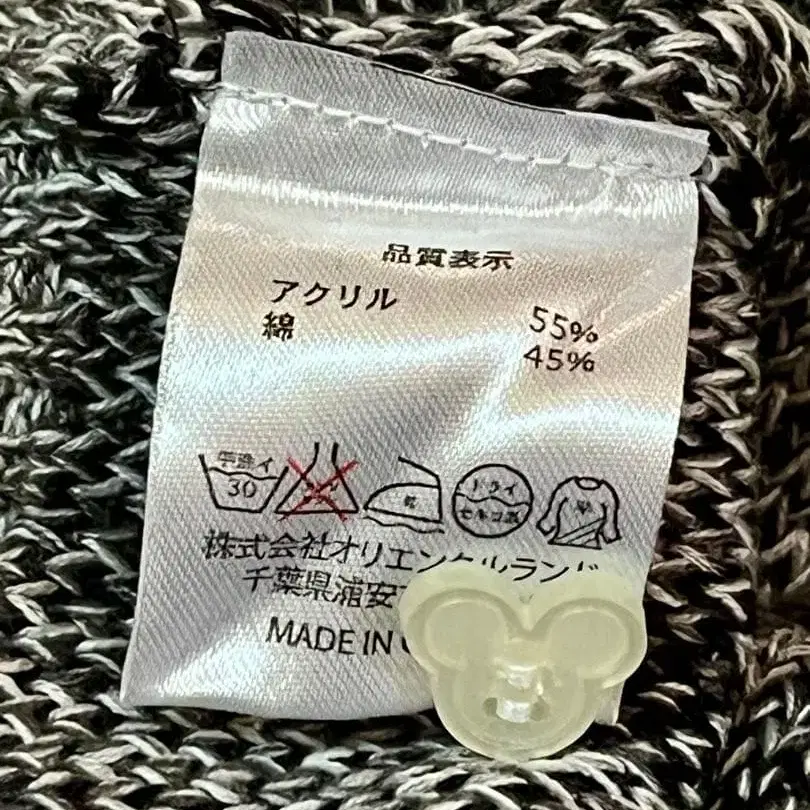 品質表示
アクリル 55%
綿 45%
手洗イ 30 ドライ セキユ系 平
株式会社オリエンタルランド
千葉県浦安
MADE IN